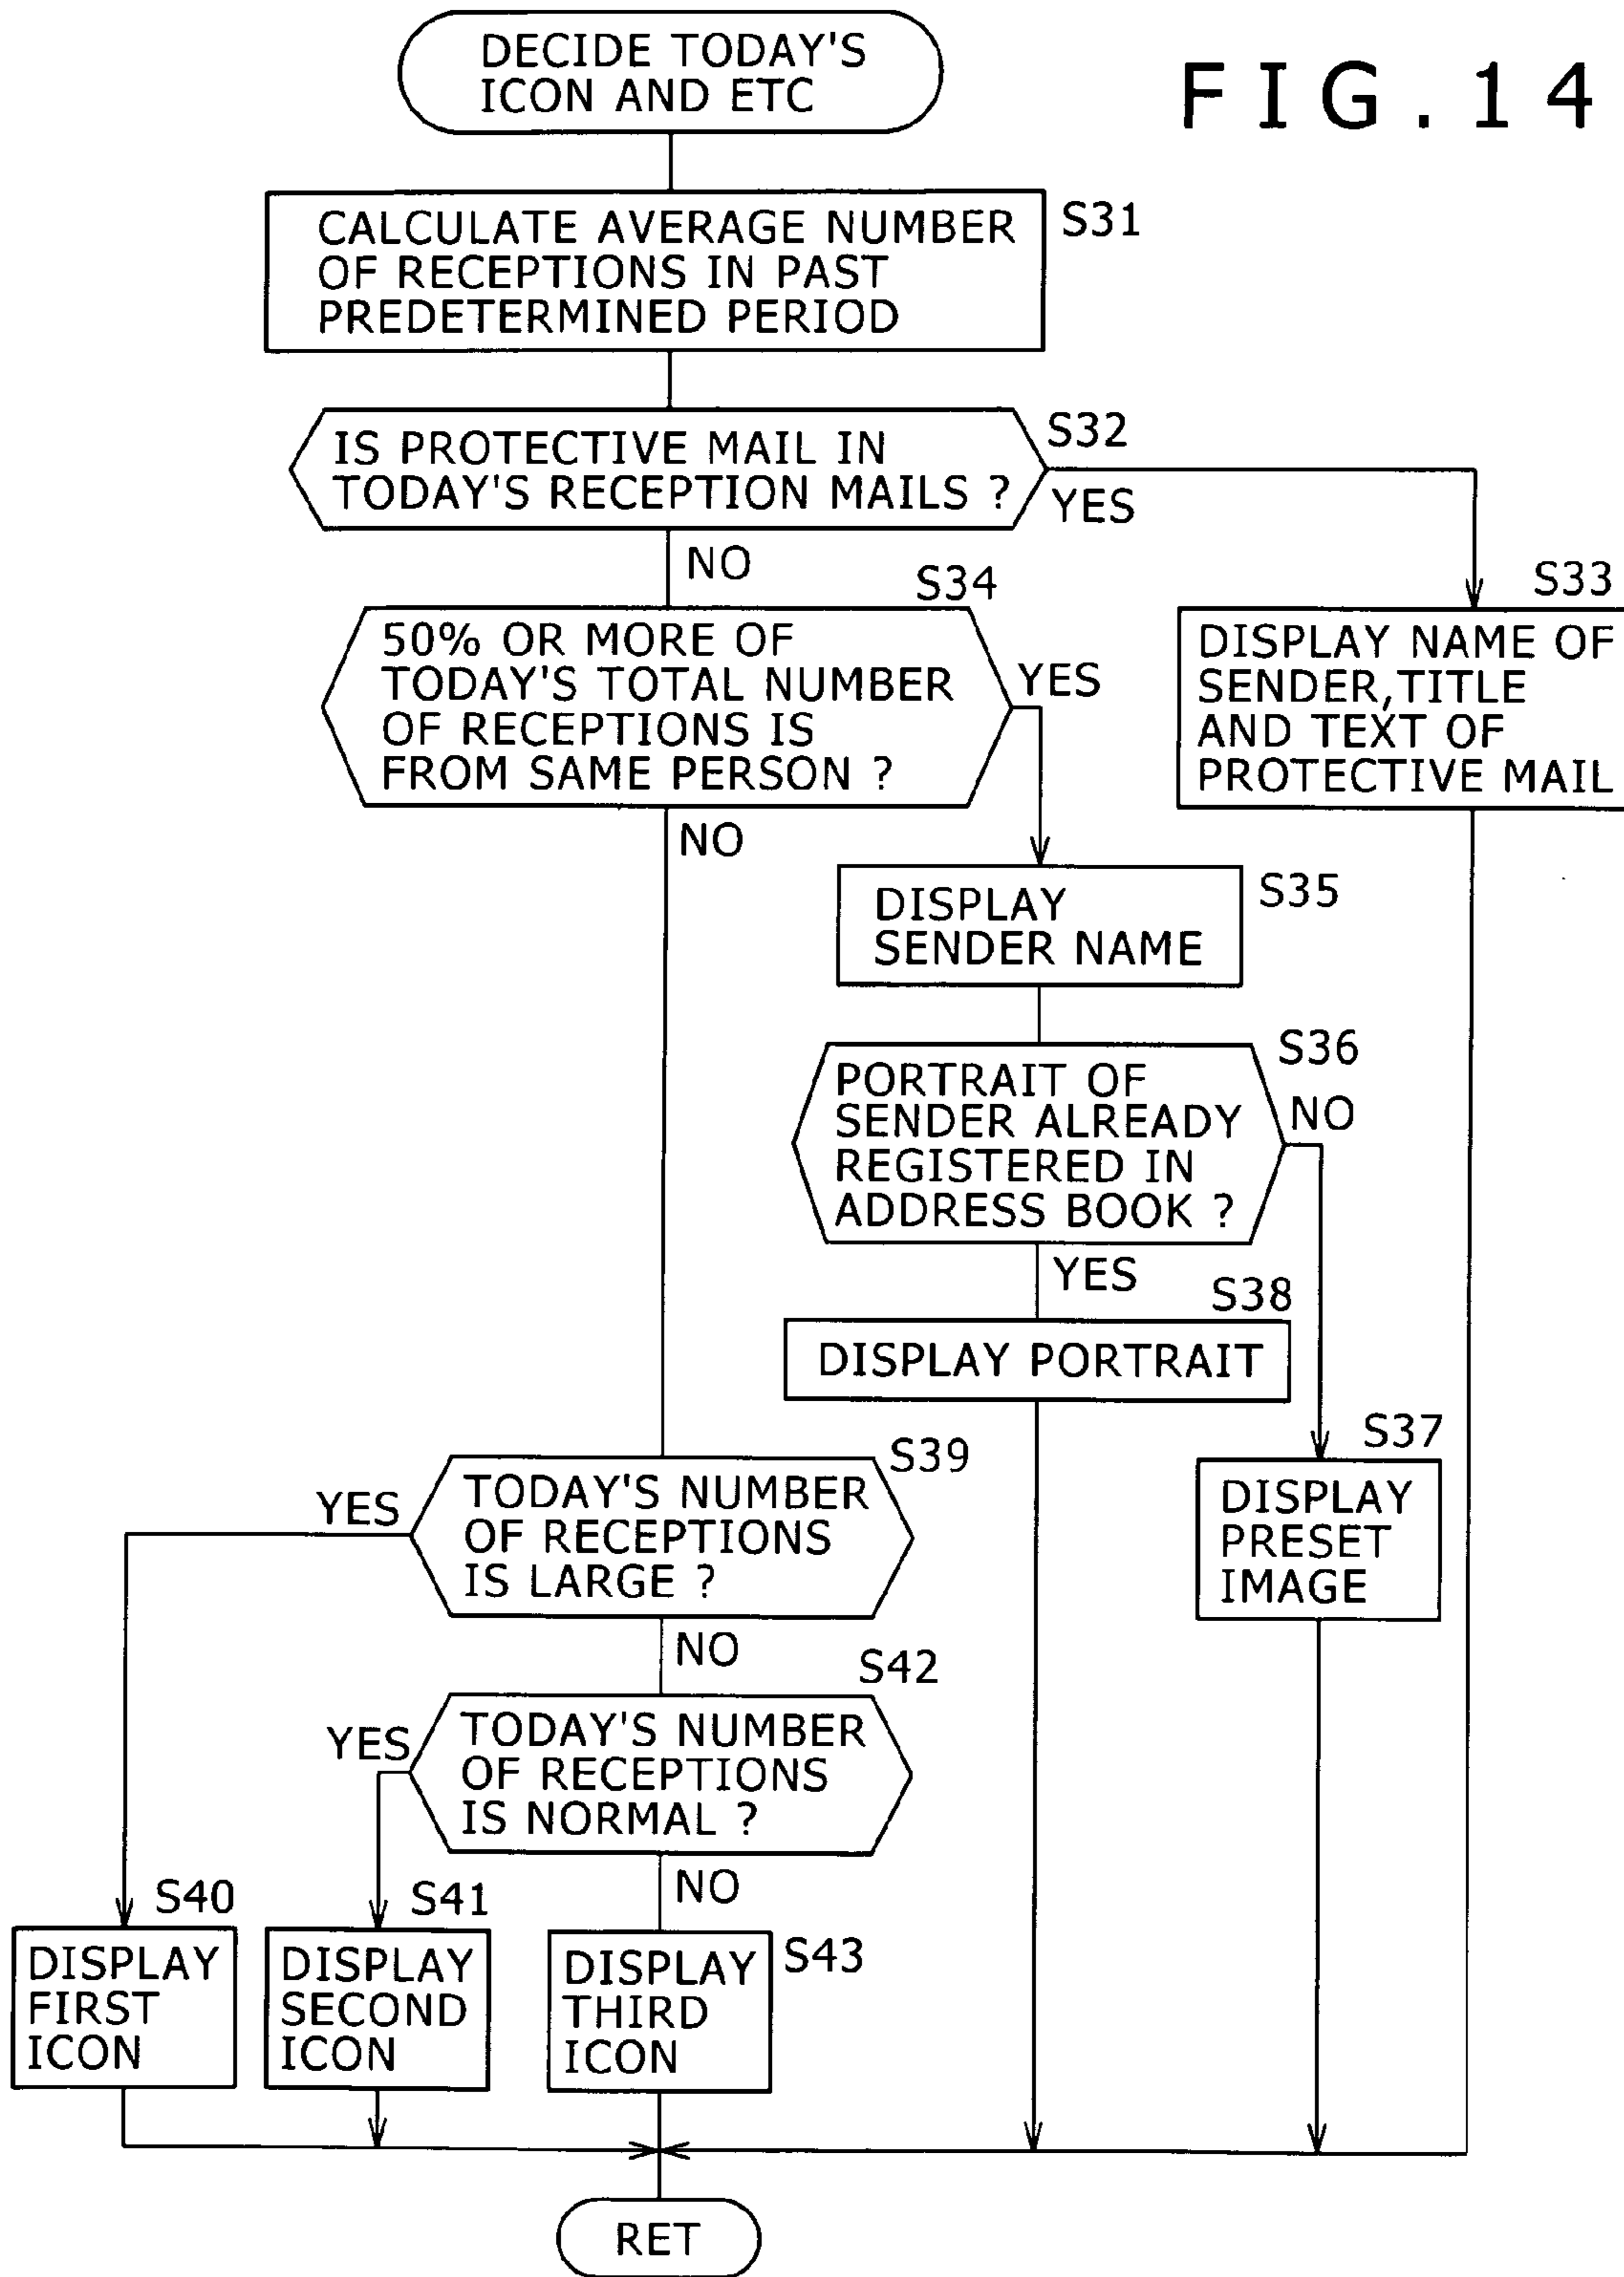 DECIDE TODAY'S
ICON AND ETC
FIG.14
CALCULATE AVERAGE NUMBER
OF RECEPTIONS IN PAST
PREDETERMINED PERIOD
S31
IS PROTECTIVE MAIL IN
TODAY'S RECEPTION MAILS ?
S32
YES
NO
S34
50% OR MORE OF
TODAY'S TOTAL NUMBER
OF RECEPTIONS IS
FROM SAME PERSON ?
YES
NO
S33
DISPLAY NAME OF
SENDER,TITLE
AND TEXT OF
PROTECTIVE MAIL
DISPLAY
SENDER NAME
S35
S36
PORTRAIT OF
SENDER ALREADY
REGISTERED IN
ADDRESS BOOK ?
NO
YES
S38
DISPLAY PORTRAIT
S37
DISPLAY
PRESET
IMAGE
S39
YES
TODAY'S NUMBER
OF RECEPTIONS
IS LARGE ?
NO
S42
YES
TODAY'S NUMBER
OF RECEPTIONS
IS NORMAL ?
NO
S40
DISPLAY
FIRST
ICON
S41
DISPLAY
SECOND
ICON
S43
DISPLAY
THIRD
ICON
RET